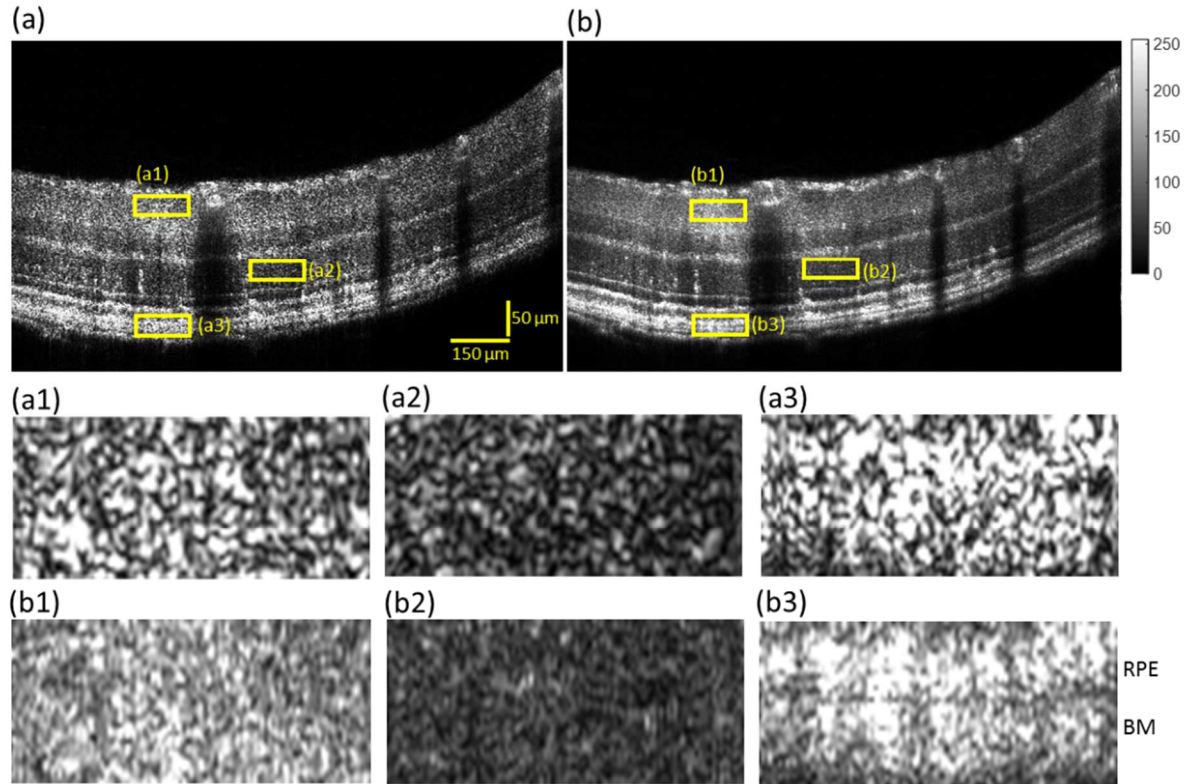 (a)
(b)
250
200
150
100
50
0
(a1)
(b1)
(a2)
(b2)
(a3)
(b3)
50 µm
150 µm
(a1)
(a2)
(a3)
(b1)
(b2)
(b3)
RPE
BM